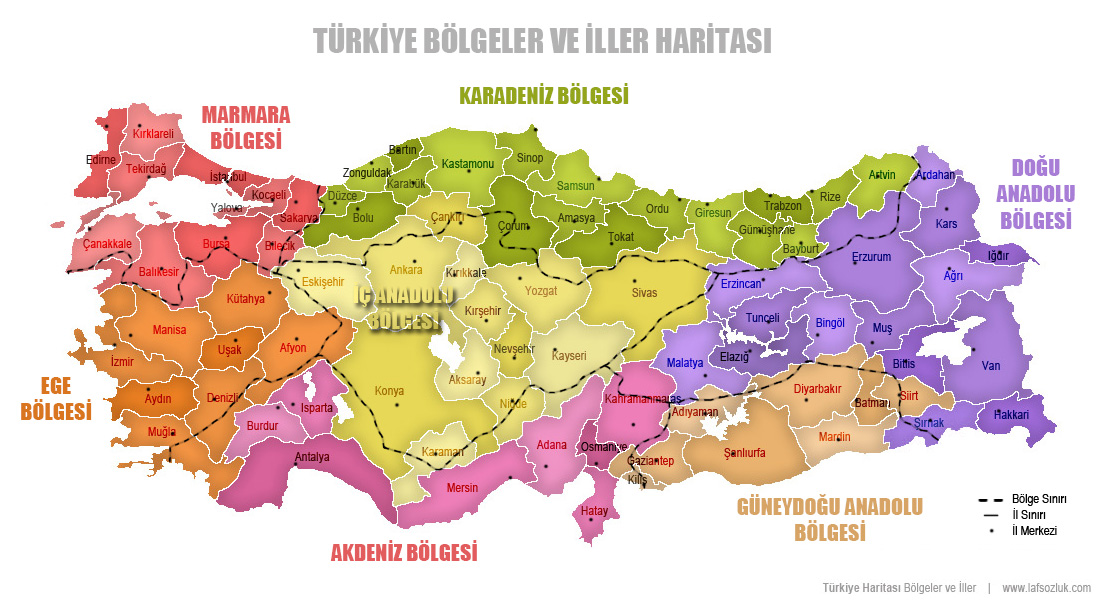 TÜRKİYE BÖLGELER VE İLLER HARİTASI
KARADENİZ BÖLGESİ
MARMARA
BÖLGESİ
DOĞU
ANADOLU
BÖLGESİ
İÇ ANADOLU
BÖLGESİ
EGE
BÖLGESİ
GÜNEYDOĞU ANADOLU
BÖLGESİ
AKDENİZ BÖLGESİ
Kırklareli
Edirne
Tekirdağ
İstanbul
Kocaeli
Yalova
Sakarya
Çanakkale
Bursa
Bilecik
Balıkesir
Bartın
Zonguldak
Karabük
Kastamonu
Sinop
Düzce
Bolu
Çankırı
Çorum
Samsun
Amasya
Tokat
Ordu
Giresun
Gümüşhane
Trabzon
Rize
Bayburt
Artvin
Ardahan
Kars
Iğdır
Ağrı
Erzurum
Erzincan
Tunceli
Bingöl
Muş
Elazığ
Malatya
Bitlis
Van
Hakkari
Şırnak
Eskişehir
Ankara
Kırıkkale
Yozgat
Sivas
Kırşehir
Nevşehir
Kayseri
Aksaray
Niğde
Konya
Karaman
Kütahya
Manisa
Uşak
Afyon
İzmir
Aydın
Denizli
Muğla
Isparta
Burdur
Antalya
Mersin
Adana
Osmaniye
Kahramanmaraş
Hatay
Adıyaman
Gaziantep
Kilis
Şanlıurfa
Diyarbakır
Batman
Siirt
Mardin
Bölge Sınırı
İl Sınırı
İl Merkezi
Türkiye Haritası Bölgeler ve İller | www.lafsozluk.com